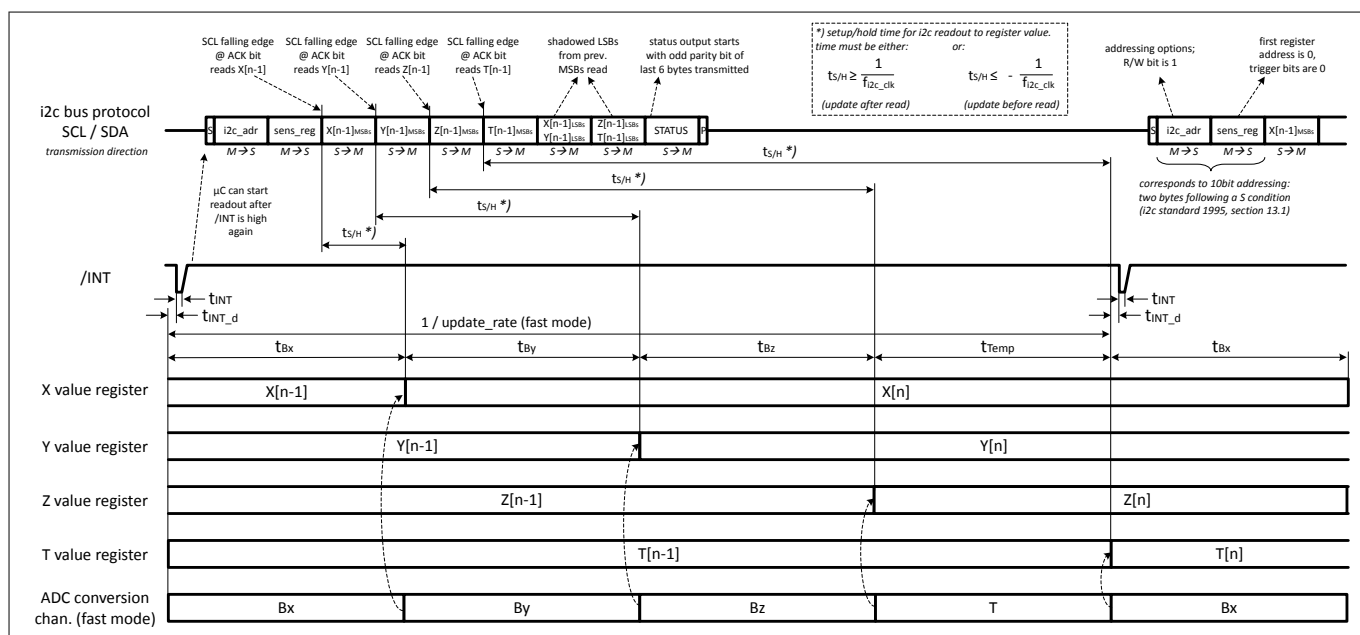 SCL falling edge
@ ACK bit
reads X[n-1]
SCL falling edge
@ ACK bit
reads Y[n-1]
SCL falling edge
@ ACK bit
reads Z[n-1]
SCL falling edge
@ ACK bit
reads T[n-1]
shadowed LSBs
from prev.
MSBs read
status output starts
with odd parity bit of
last 6 bytes transmitted
*) setup/hold time for i2c readout to register value.
time must be either: or:
tS/H ≥ 1 / fi2c_clk tS/H ≤ - 1 / fi2c_clk
(update after read) (update before read)
addressing options;
R/W bit is 1
first register
address is 0,
trigger bits are 0
i2c bus protocol
SCL / SDA
transmission direction
S i2c_adr sens_reg X[n-1]MSBs Y[n-1]MSBs Z[n-1]MSBs T[n-1]MSBs X[n-1]LSBs Y[n-1]LSBs Z[n-1]LSBs T[n-1]LSBs STATUS P
M→S M→S S→M S→M S→M S→M S→M S→M S→M
S i2c_adr sens_reg X[n-1]MSBs
M→S M→S S→M
corresponds to 10bit addressing:
two bytes following a S condition
(i2c standard 1995, section 13.1)
µC can start
readout after
/INT is high
again
tS/H *)
tS/H *)
tS/H *)
tS/H *)
/INT
tINT
tINT_d
tINT
tINT_d
1 / update_rate (fast mode)
tBx tBy tBz tTemp tBx
X value register X[n-1] X[n]
Y value register Y[n-1] Y[n]
Z value register Z[n-1] Z[n]
T value register T[n-1] T[n]
ADC conversion
chan. (fast mode)
Bx By Bz T Bx